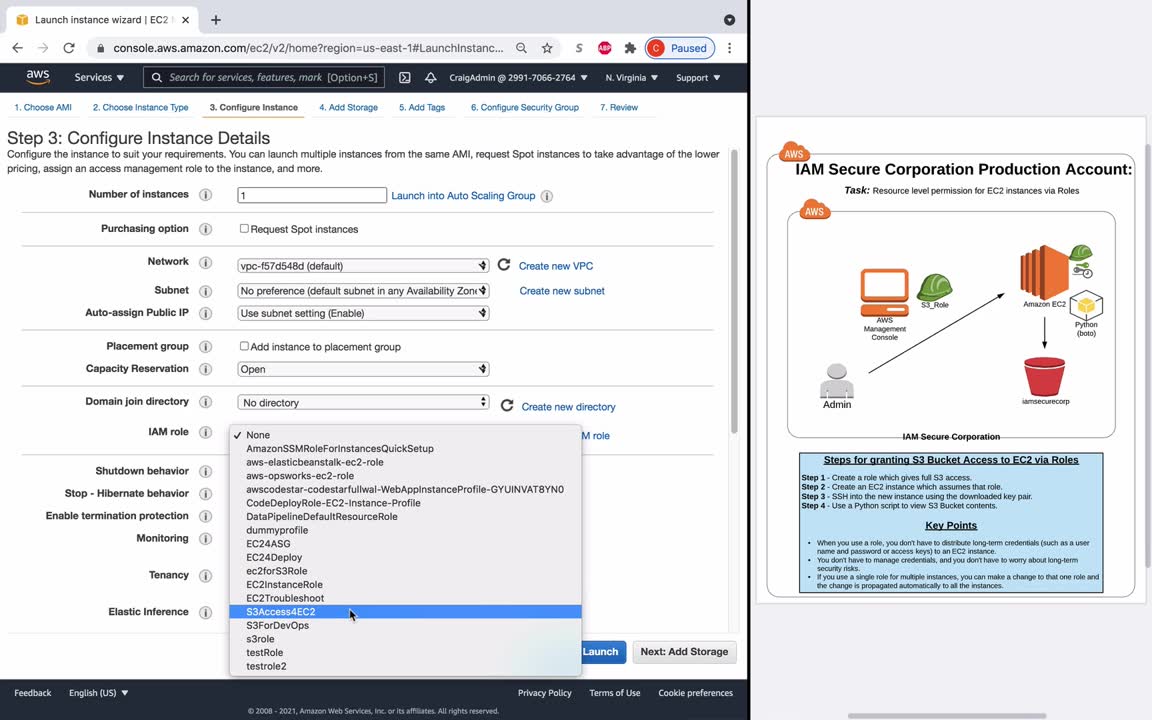 Launch instance wizard | EC2
console.aws.amazon.com/ec2/v2/home?region=us-east-1#LaunchInstanc...
S
ABP
C
Paused
aws
Services
Search for services, features, mark
[Option+S]
CraigAdmin @ 2991-7066-2764
N. Virginia
Support
1. Choose AMI
2. Choose Instance Type
3. Configure Instance
4. Add Storage
5. Add Tags
6. Configure Security Group
7. Review
Step 3: Configure Instance Details
Configure the instance to suit your requirements. You can launch multiple instances from the same AMI, request Spot instances to take advantage of the lower
pricing, assign an access management role to the instance, and more.
Number of instances
1
Launch into Auto Scaling Group
Purchasing option
Request Spot instances
Network
vpc-f57d548d (default)
Create new VPC
Subnet
No preference (default subnet in any Availability Zone
Create new subnet
Auto-assign Public IP
Use subnet setting (Enable)
Placement group
Add instance to placement group
Capacity Reservation
Open
Domain join directory
No directory
Create new directory
IAM role
M role
Shutdown behavior
Stop - Hibernate behavior
Enable termination protection
Monitoring
Tenancy
Elastic Inference
✓ None
AmazonSSMRoleForInstancesQuickSetup
aws-elasticbeanstalk-ec2-role
aws-opsworks-ec2-role
awscodestar-codestarfullwal-WebAppInstanceProfile-GYUINVAT8YN0
CodeDeployRole-EC2-Instance-Profile
DataPipelineDefaultResourceRole
dummyprofile
EC24ASG
EC24Deploy
ec2forS3Role
EC2InstanceRole
EC2Troubleshoot
S3Access4EC2
S3ForDevOps
s3role
testRole
testrole2
Launch
Next: Add Storage
Feedback
English (US)
Privacy Policy
Terms of Use
Cookie preferences
© 2008 - 2021, Amazon Web Services, Inc. or its affiliates. All rights reserved.
AWS
IAM Secure Corporation Production Account:
Task: Resource level permission for EC2 instances via Roles
AWS
S3_Role
AWS
Management
Console
Amazon EC2
Python
(boto)
Admin
iamsecurecorp
IAM Secure Corporation
Steps for granting S3 Bucket Access to EC2 via Roles
Step 1 - Create a role which gives full S3 access.
Step 2 - Create an EC2 instance which assumes that role.
Step 3 - SSH into the new instance using the downloaded key pair.
Step 4 - Use a Python script to view S3 Bucket contents.
Key Points
• When you use a role, you don't have to distribute long-term credentials (such as a user
name and password or access keys) to an EC2 instance.
• You don't have to manage credentials, and you don't have to worry about long-term
security risks.
• If you use a single role for multiple instances, you can make a change to that one role and
the change is propagated automatically to all the instances.